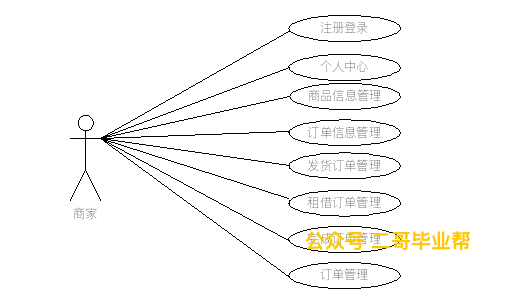 注册登录
个人中心
商品信息管理
订单信息管理
发货订单管理
租借订单管理
订单管理
公众号 二哥毕业帮
订单管理
商家